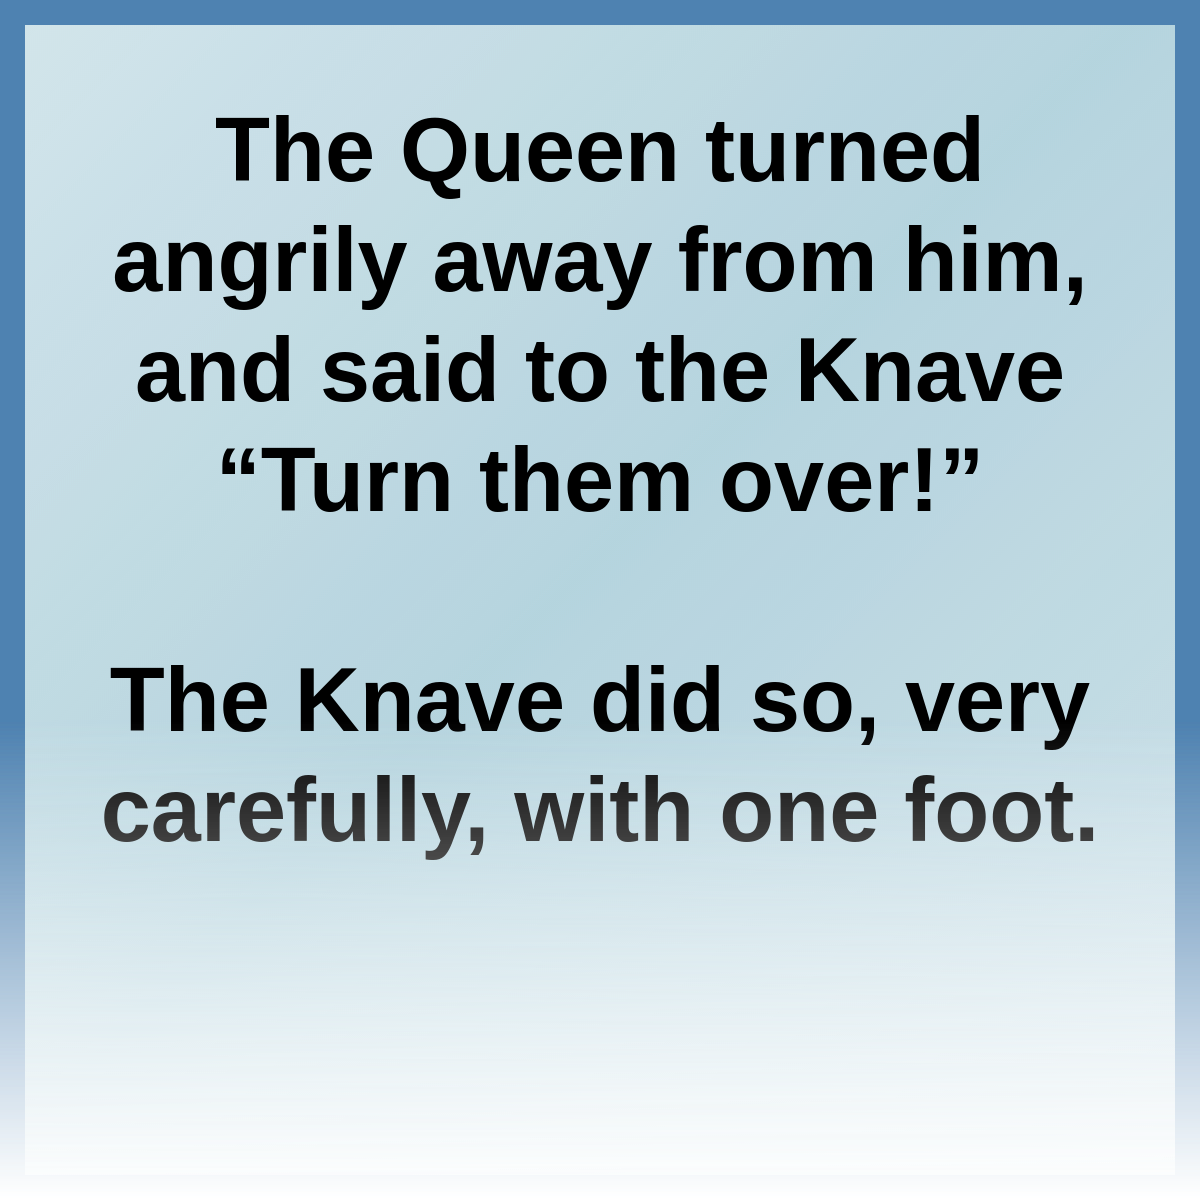 The Queen turned
angrily away from him,
and said to the Knave
“Turn them over!”
The Knave did so, very
carefully, with one foot.